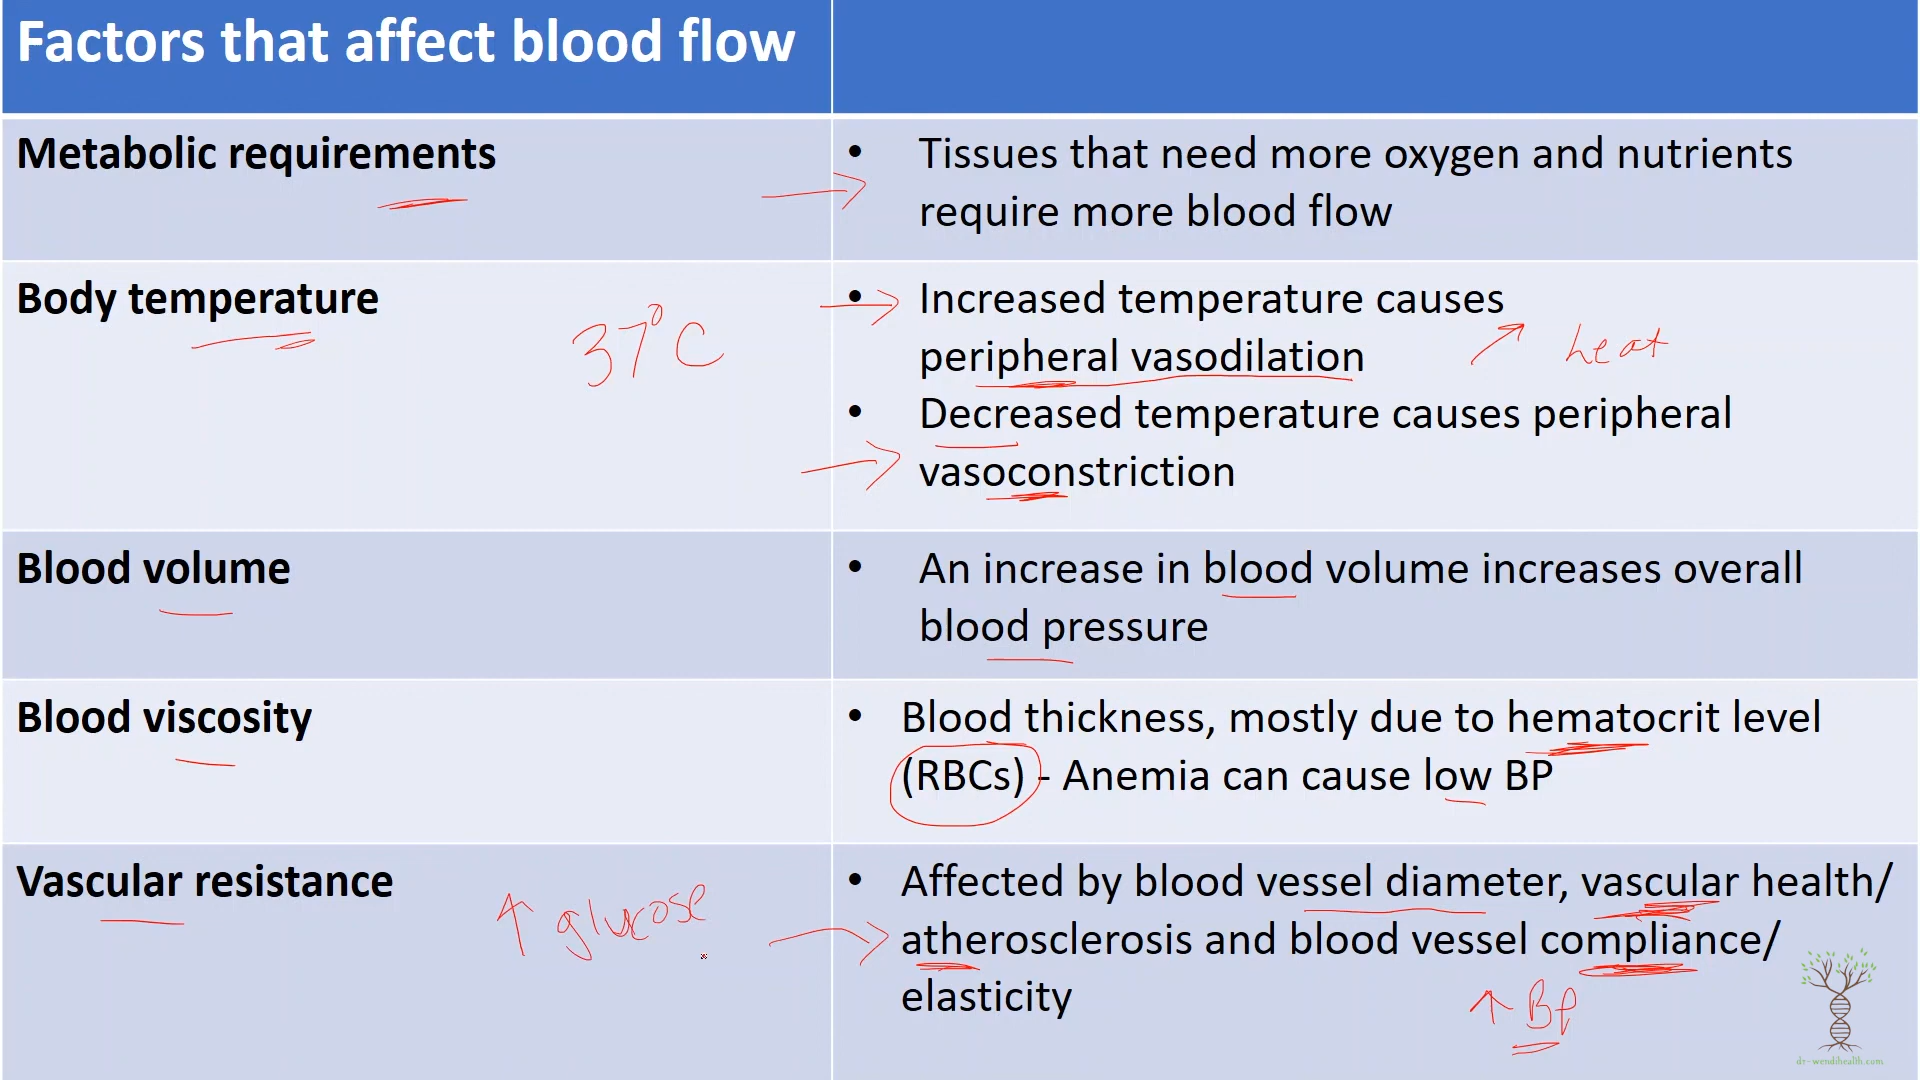 Factors that affect blood flow
Metabolic requirements
• Tissues that need more oxygen and nutrients
require more blood flow
Body temperature
37°C
• Increased temperature causes
peripheral vasodilation
heat
• Decreased temperature causes peripheral
vasoconstriction
Blood volume
• An increase in blood volume increases overall
blood pressure
Blood viscosity
• Blood thickness, mostly due to hematocrit level
(RBCs) - Anemia can cause low BP
Vascular resistance
↑ glucose
• Affected by blood vessel diameter, vascular health/
atherosclerosis and blood vessel compliance/
elasticity
↑ BP
dr-wendihealth.com